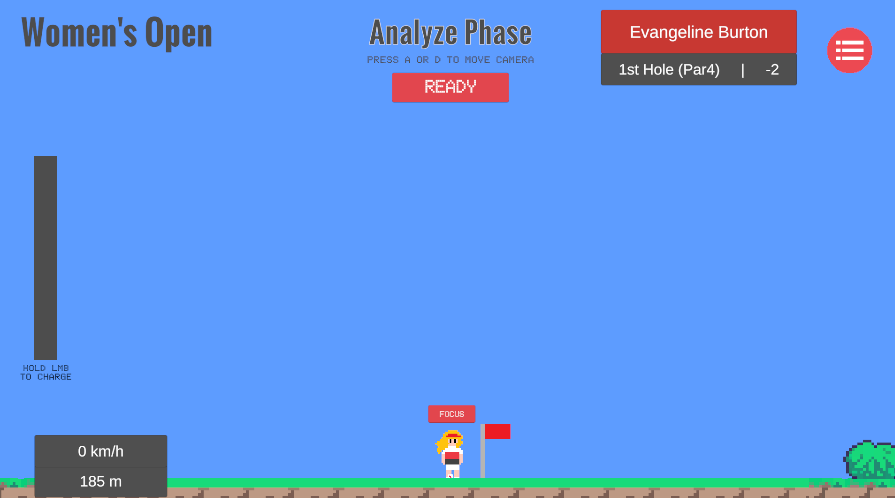 Women's Open
Analyze Phase
PRESS A OR D TO MOVE CAMERA
READY
Evangeline Burton
1st Hole (Par4) | -2
HOLD LMB
TO CHARGE
FOCUS
0 km/h
185 m